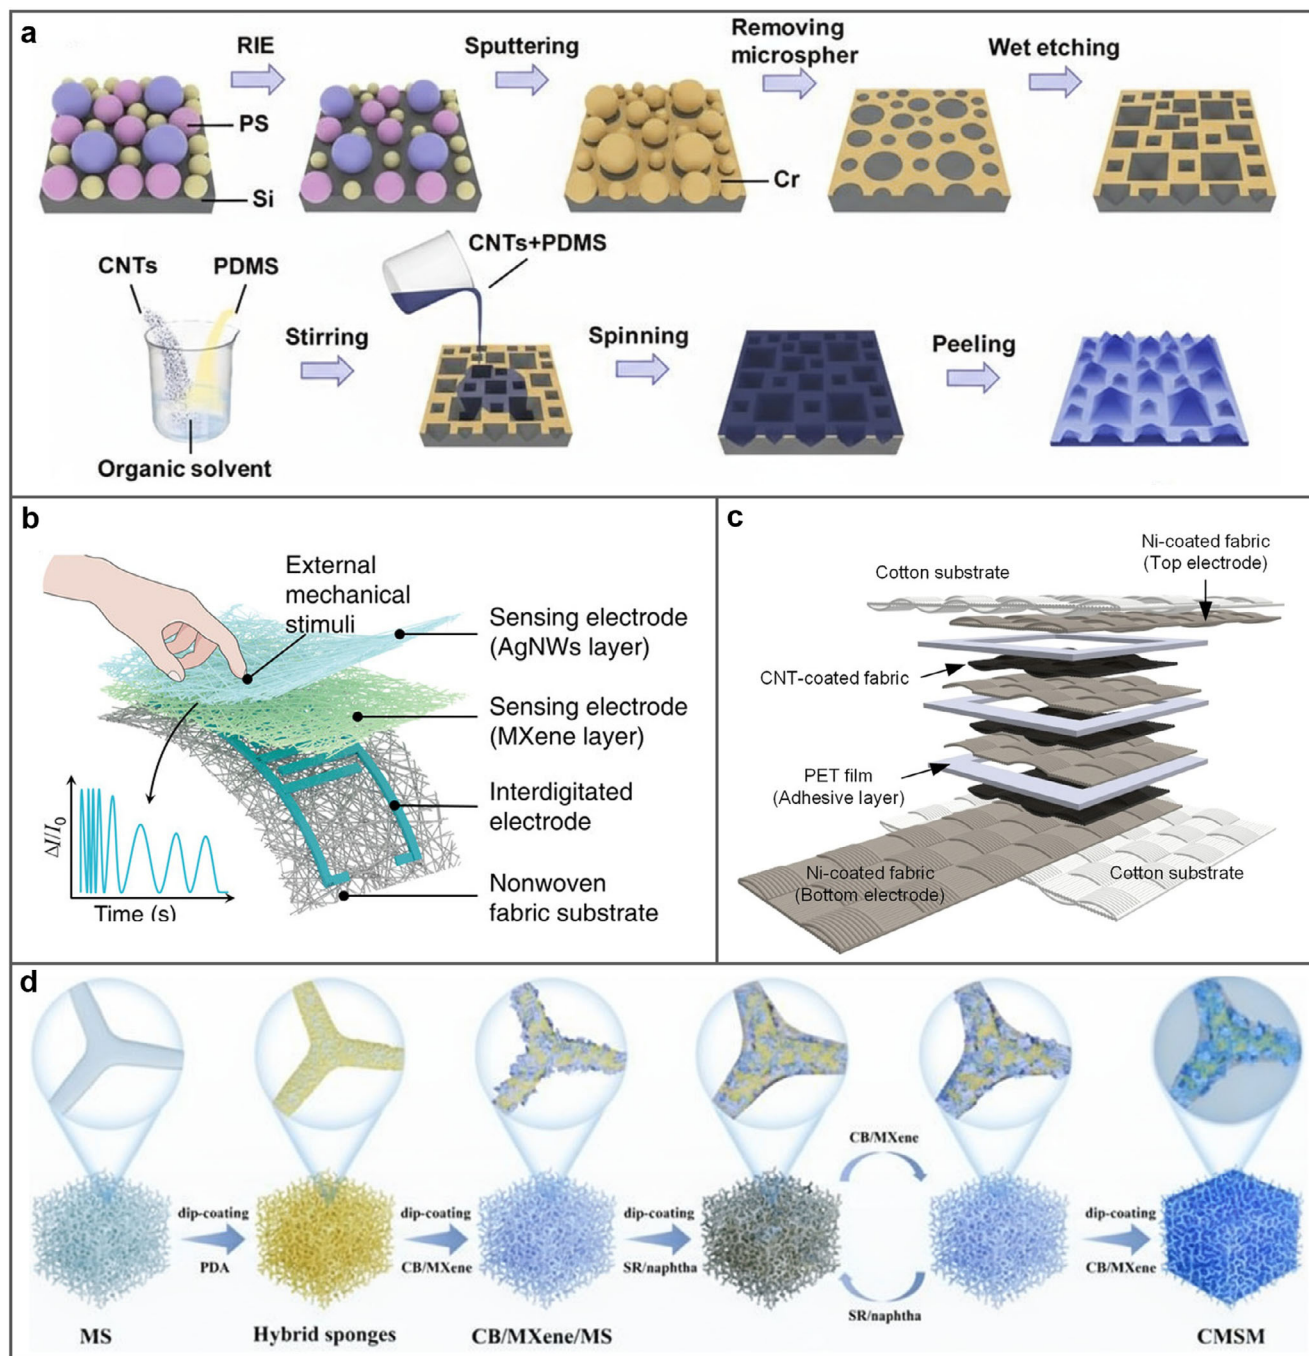 a
RIE
Sputtering
Removing
microspher
Wet etching
PS
Si
Cr
CNTs
PDMS
Organic solvent
Stirring
CNTs+PDMS
Spinning
Peeling
b
External
mechanical
stimuli
Sensing electrode
(AgNWs layer)
Sensing electrode
(MXene layer)
Interdigitated
electrode
Nonwoven
fabric substrate
ΔI/I0
Time (s)
c
Cotton substrate
Ni-coated fabric
(Top electrode)
CNT-coated fabric
PET film
(Adhesive layer)
Ni-coated fabric
(Bottom electrode)
Cotton substrate
d
dip-coating
PDA
dip-coating
CB/MXene
dip-coating
SR/naphtha
CB/MXene
SR/naphtha
dip-coating
CB/MXene
MS
Hybrid sponges
CB/MXene/MS
CMSM